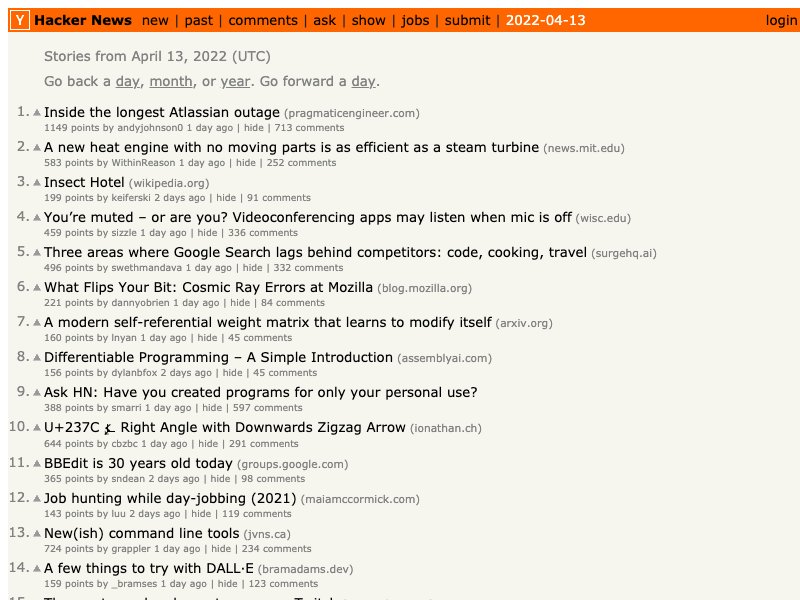 Y Hacker News new | past | comments | ask | show | jobs | submit | 2022-04-13 login
Stories from April 13, 2022 (UTC)
Go back a day, month, or year. Go forward a day.
1. Inside the longest Atlassian outage (pragmaticengineer.com)
1149 points by andyjohnson0 1 day ago | hide | 713 comments
2. A new heat engine with no moving parts is as efficient as a steam turbine (news.mit.edu)
583 points by WithinReason 1 day ago | hide | 252 comments
3. Insect Hotel (wikipedia.org)
199 points by keiferski 2 days ago | hide | 91 comments
4. You’re muted – or are you? Videoconferencing apps may listen when mic is off (wisc.edu)
459 points by sizzle 1 day ago | hide | 336 comments
5. Three areas where Google Search lags behind competitors: code, cooking, travel (surgehq.ai)
496 points by swethmandava 1 day ago | hide | 332 comments
6. What Flips Your Bit: Cosmic Ray Errors at Mozilla (blog.mozilla.org)
221 points by dannyobrien 1 day ago | hide | 84 comments
7. A modern self-referential weight matrix that learns to modify itself (arxiv.org)
160 points by lnyan 1 day ago | hide | 45 comments
8. Differentiable Programming – A Simple Introduction (assemblyai.com)
156 points by dylanbfox 2 days ago | hide | 45 comments
9. Ask HN: Have you created programs for only your personal use?
388 points by smarri 1 day ago | hide | 597 comments
10. U+237C ⍼ Right Angle with Downwards Zigzag Arrow (ionathan.ch)
644 points by cbzbc 1 day ago | hide | 291 comments
11. BBEdit is 30 years old today (groups.google.com)
365 points by sndean 2 days ago | hide | 98 comments
12. Job hunting while day-jobbing (2021) (maiamccormick.com)
143 points by luu 2 days ago | hide | 119 comments
13. New(ish) command line tools (jvns.ca)
724 points by grappler 1 day ago | hide | 234 comments
14. A few things to try with DALL·E (bramadams.dev)
159 points by _bramses 1 day ago | hide | 123 comments